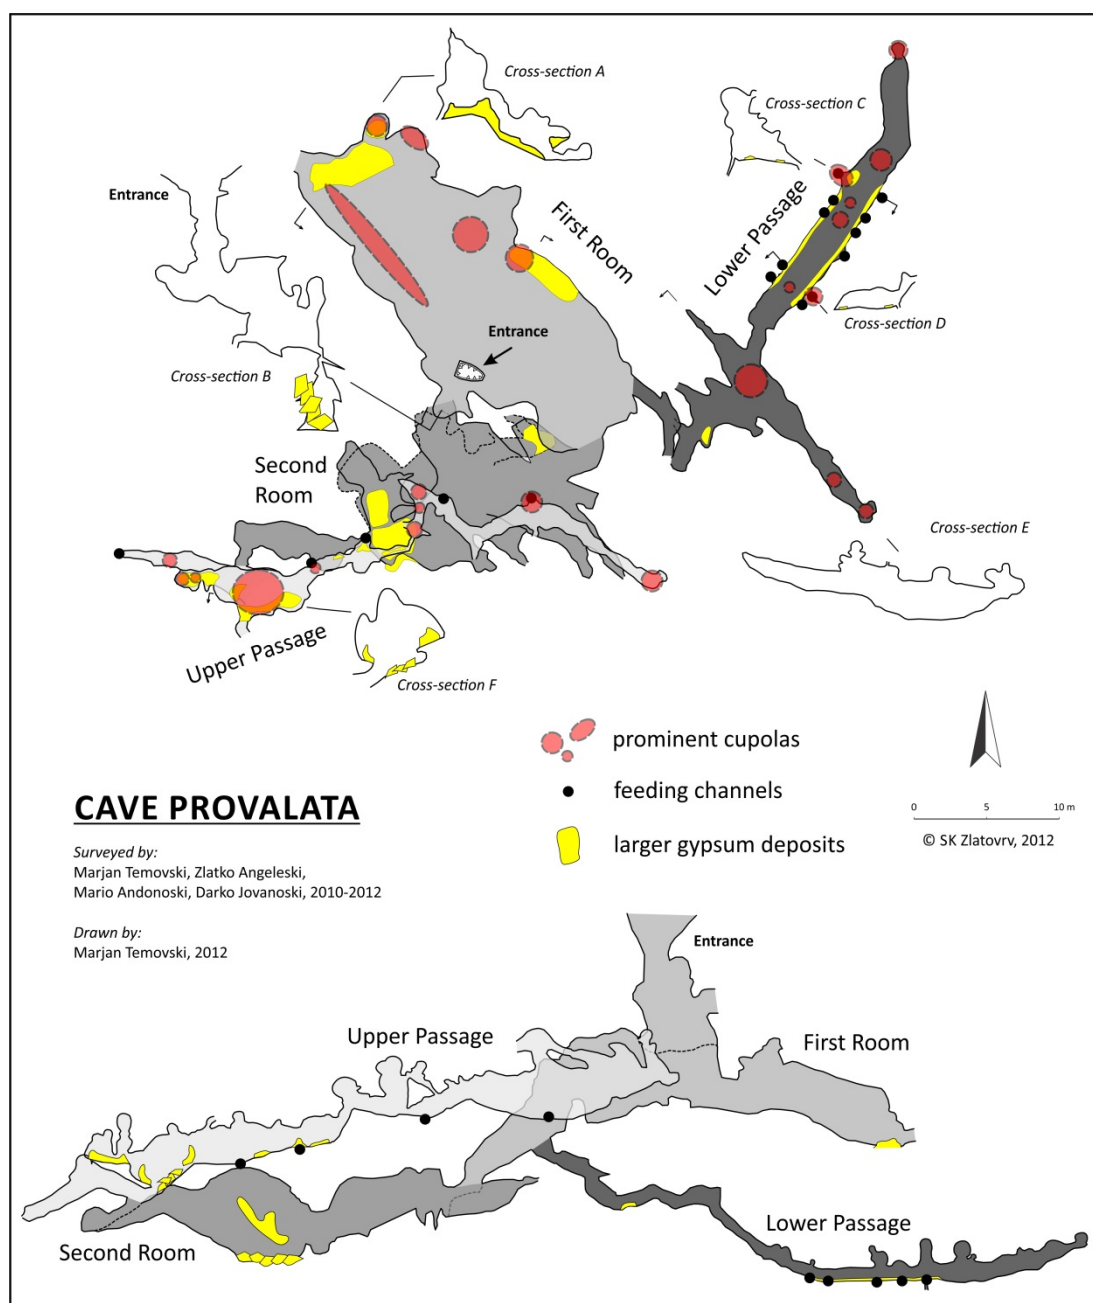 Cross-section A
Cross-section C
Entrance
First Room
Lower Passage
Entrance
Cross-section D
Cross-section B
Second
Room
Cross-section E
Upper Passage
Cross-section F
prominent cupolas
feeding channels
larger gypsum deposits
0 5 10 m
© SK Zlatovrv, 2012
CAVE PROVALATA
Surveyed by:
Marjan Temovski, Zlatko Angeleski,
Mario Andonoski, Darko Jovanoski, 2010-2012
Drawn by:
Marjan Temovski, 2012
Entrance
Upper Passage
First Room
Lower Passage
Second Room